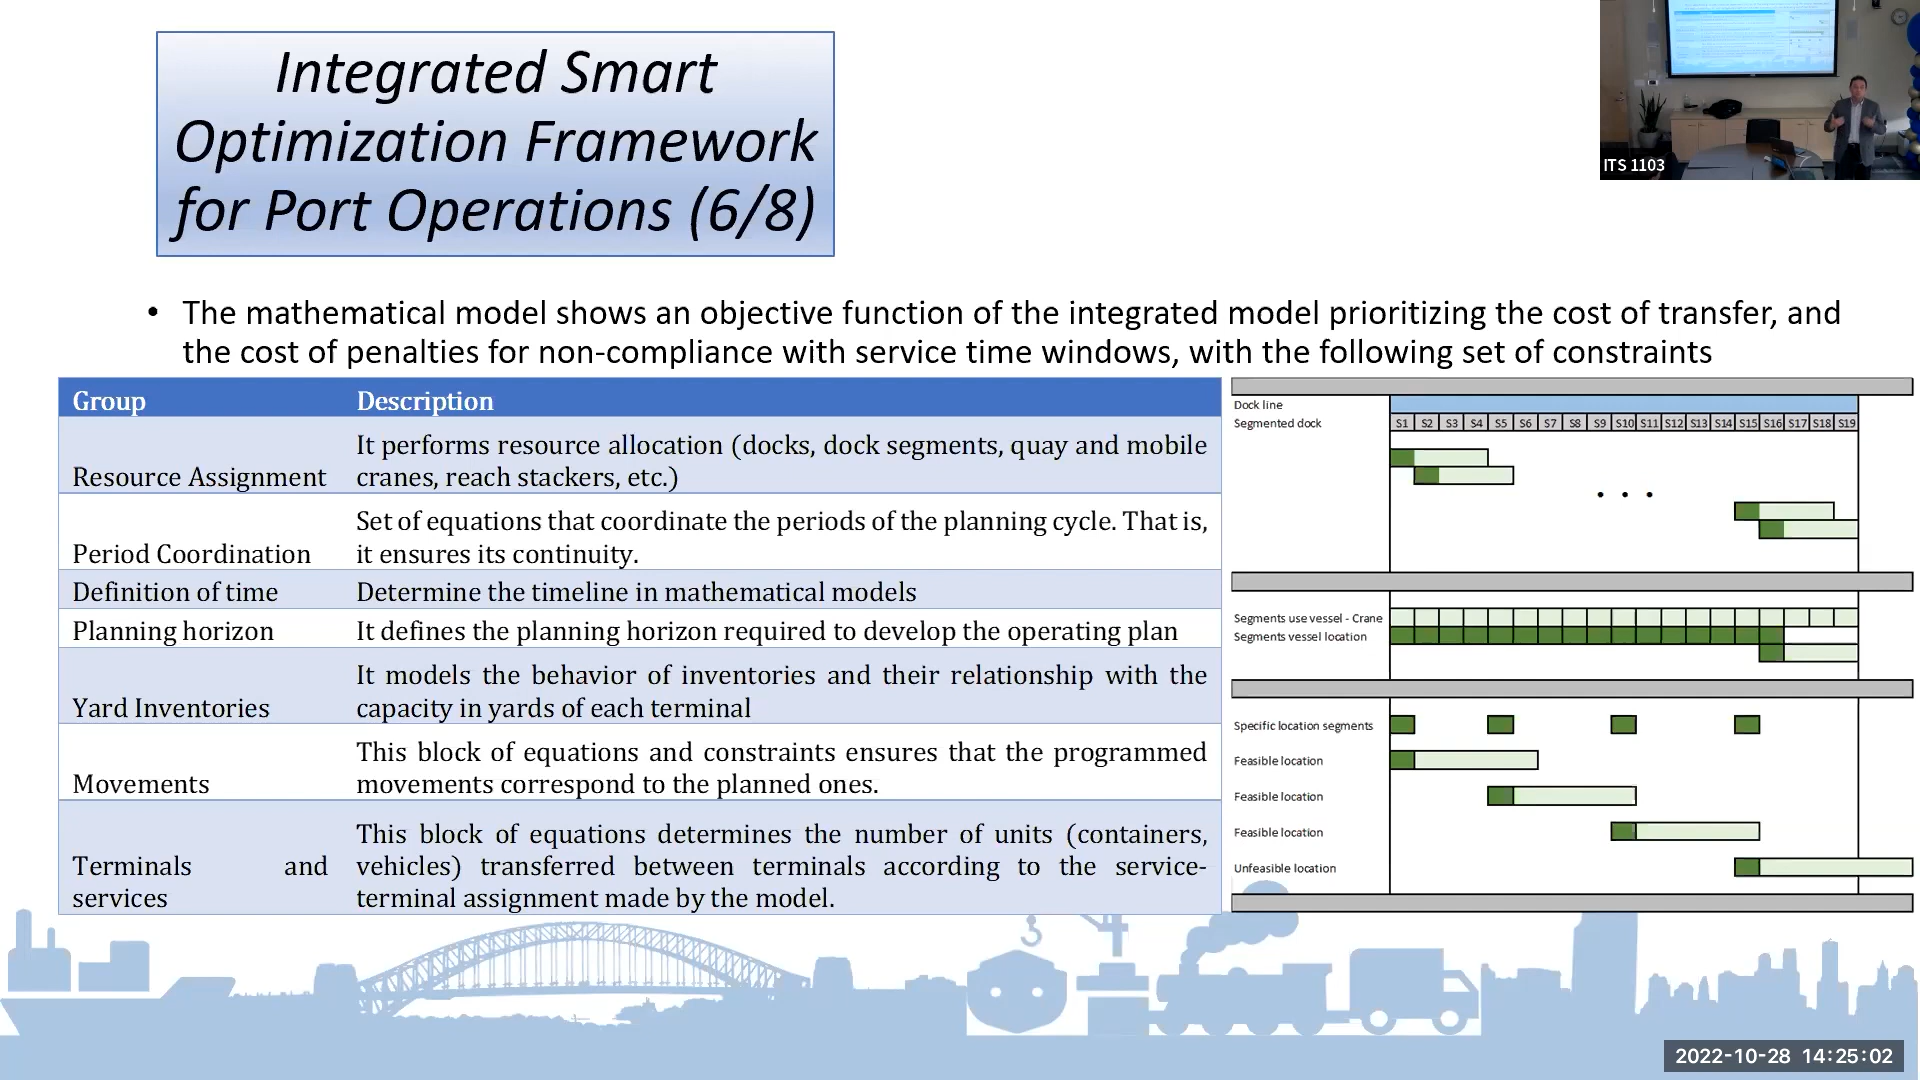 Integrated Smart
Optimization Framework
for Port Operations (6/8)
ITS 1103
• The mathematical model shows an objective function of the integrated model prioritizing the cost of transfer, and
the cost of penalties for non-compliance with service time windows, with the following set of constraints
Group Description
Resource Assignment It performs resource allocation (docks, dock segments, quay and mobile
cranes, reach stackers, etc.)
Period Coordination Set of equations that coordinate the periods of the planning cycle. That is,
it ensures its continuity.
Definition of time Determine the timeline in mathematical models
Planning horizon It defines the planning horizon required to develop the operating plan
Yard Inventories It models the behavior of inventories and their relationship with the
capacity in yards of each terminal
Movements This block of equations and constraints ensures that the programmed
movements correspond to the planned ones.
Terminals and
services
This block of equations determines the number of units (containers,
vehicles) transferred between terminals according to the service-
terminal assignment made by the model.
Dock line
Segmented dock S1 S2 S3 S4 S5 S6 S7 S8 S9 S10 S11 S12 S13 S14 S15 S16 S17 S18 S19
• • •
Segments use vessel - Crane
Segments vessel location
Specific location segments
Feasible location
Feasible location
Feasible location
Unfeasible location
2022-10-28 14:25:02